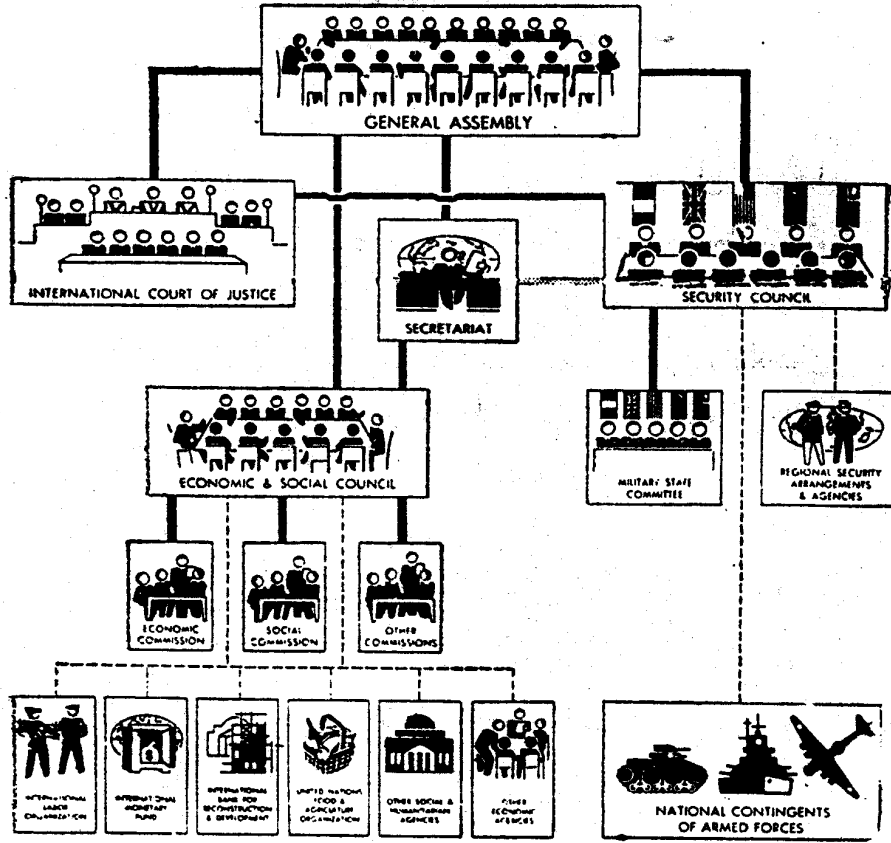 GENERAL ASSEMBLY
INTERNATIONAL COURT OF JUSTICE
SECRETARIAT
SECURITY COUNCIL
ECONOMIC & SOCIAL COUNCIL
MILITARY STAFF
COMMITTEE
REGIONAL SECURITY
ARRANGEMENTS
& AGENCIES
ECONOMIC
COMMISSION
SOCIAL
COMMISSION
OTHER
COMMISSIONS
INTERNATIONAL
LABOR
ORGANIZATION
INTERNATIONAL
MONETARY
FUND
INTERNATIONAL
BANK FOR
RECONSTRUCTION
& DEVELOPMENT
UNITED NATIONS
FOOD &
AGRICULTURE
ORGANIZATION
OTHER SOCIAL &
HUMANITARIAN
AGENCIES
OTHER
ECONOMIC
AGENCIES
NATIONAL CONTINGENTS
OF ARMED FORCES